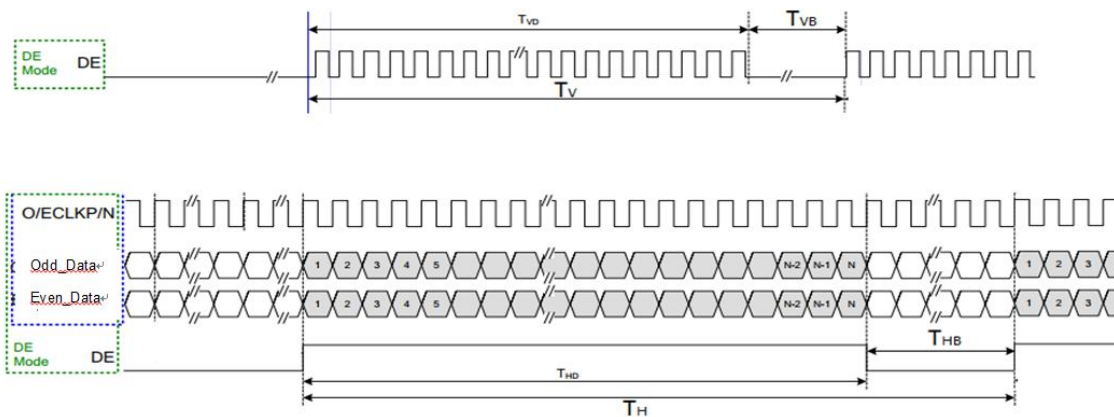 TVD
TVB
DE
Mode
DE
//
//
//
TV
O/ECLKP/N
//
//
//
//
//
Odd_Data
//
//
//
//
1 2 3 4 5 N-2 N-1 N 1 2 3
Even_Data
//
//
//
//
1 2 3 4 5 N-2 N-1 N 1 2 3
DE
Mode
DE
THB
THD
TH